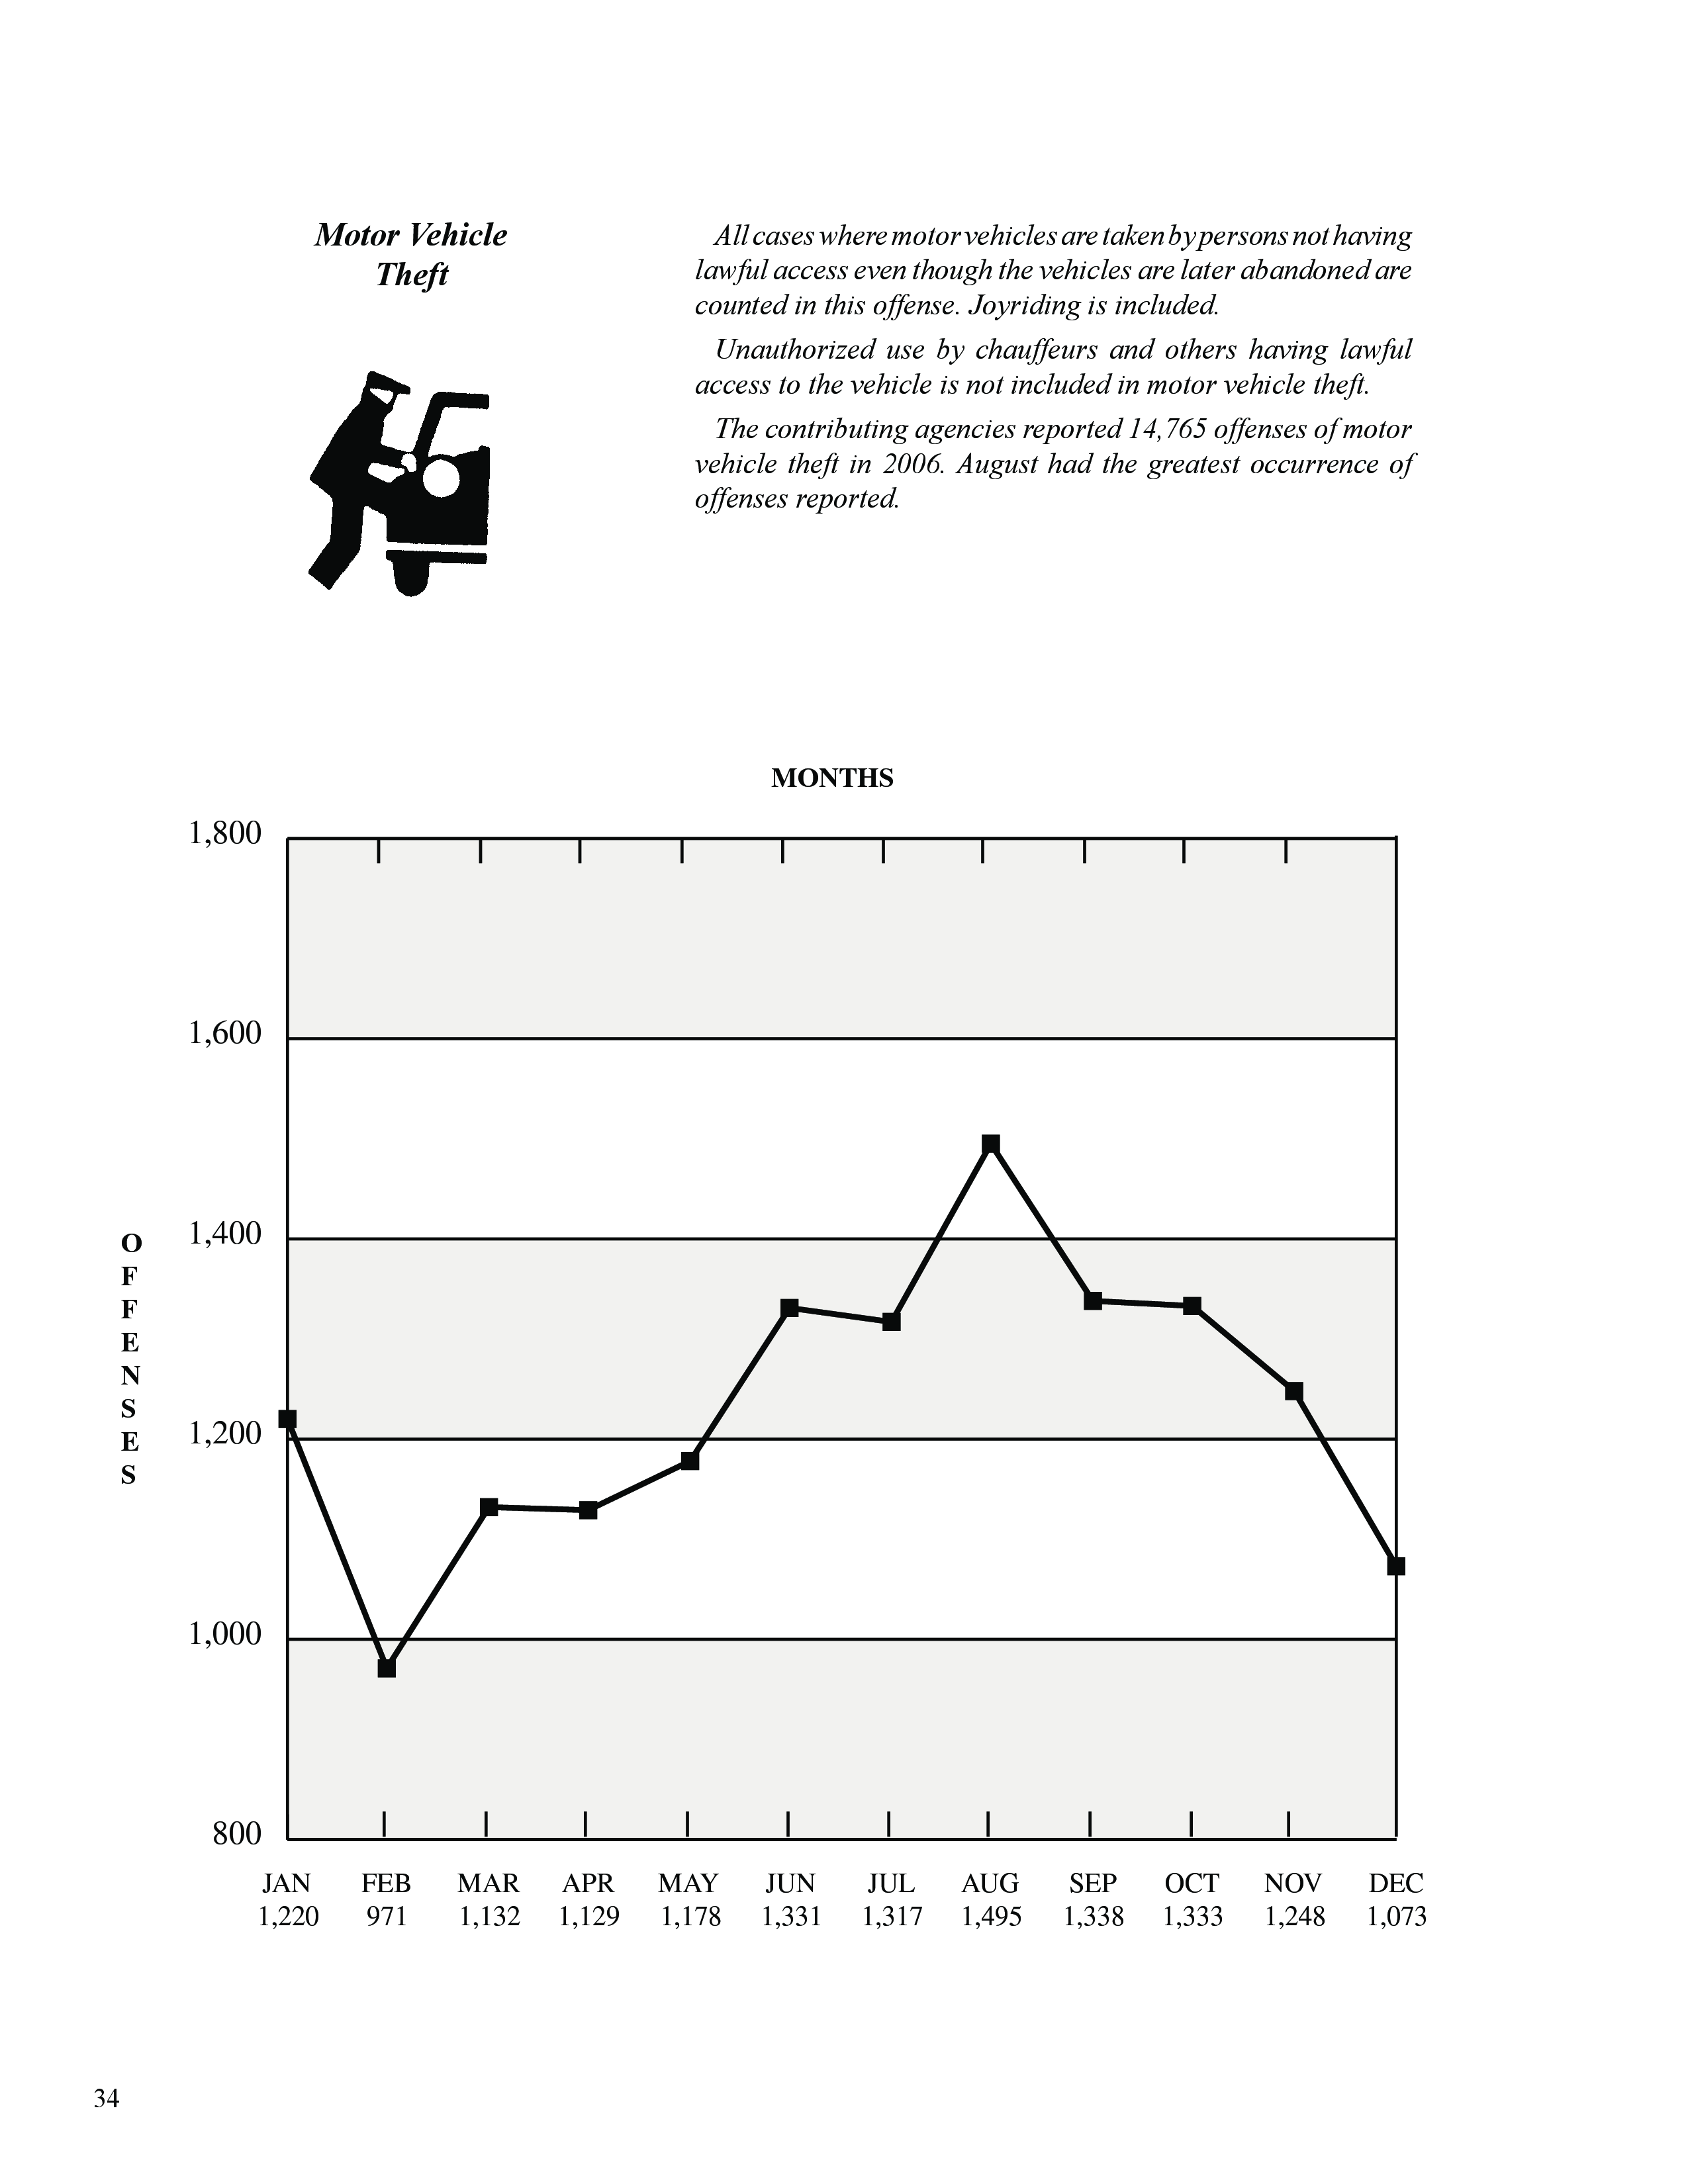 Motor Vehicle
Theft
All cases where motor vehicles are taken by persons not having
lawful access even though the vehicles are later abandoned are
counted in this offense. Joyriding is included.
Unauthorized use by chauffeurs and others having lawful
access to the vehicle is not included in motor vehicle theft.
The contributing agencies reported 14,765 offenses of motor
vehicle theft in 2006. August had the greatest occurrence of
offenses reported.
MONTHS
1,800
1,600
1,400
1,200
1,000
800
OFFENSES
JAN FEB MAR APR MAY JUN JUL AUG SEP OCT NOV DEC
1,220 971 1,132 1,129 1,178 1,331 1,317 1,495 1,338 1,333 1,248 1,073
34